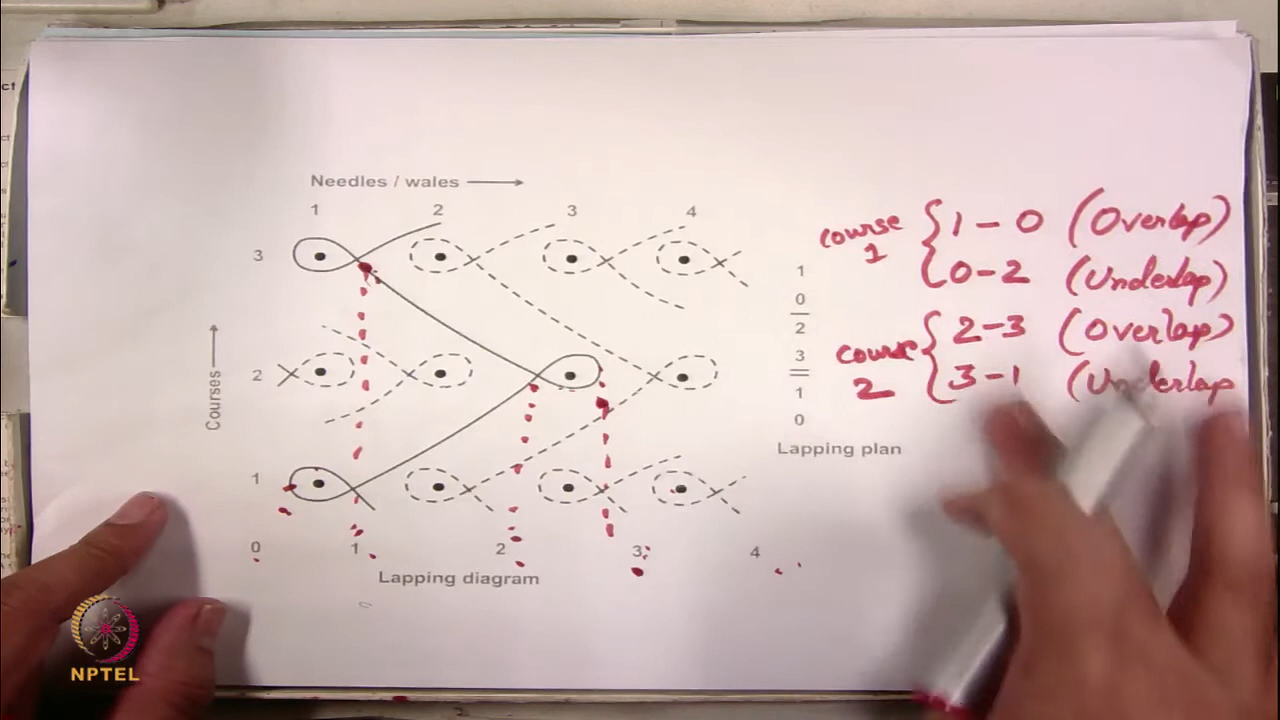 Needles / wales
1 2 3 4
3
2
1
Courses
0 1 2 3 4
Lapping diagram
1
0
2
3
1
0
Lapping plan
course 1
1 - 0 (Overlap)
0 - 2 (Underlap)
course 2
2 - 3 (Overlap)
3 - 1 (Underlap
NPTEL